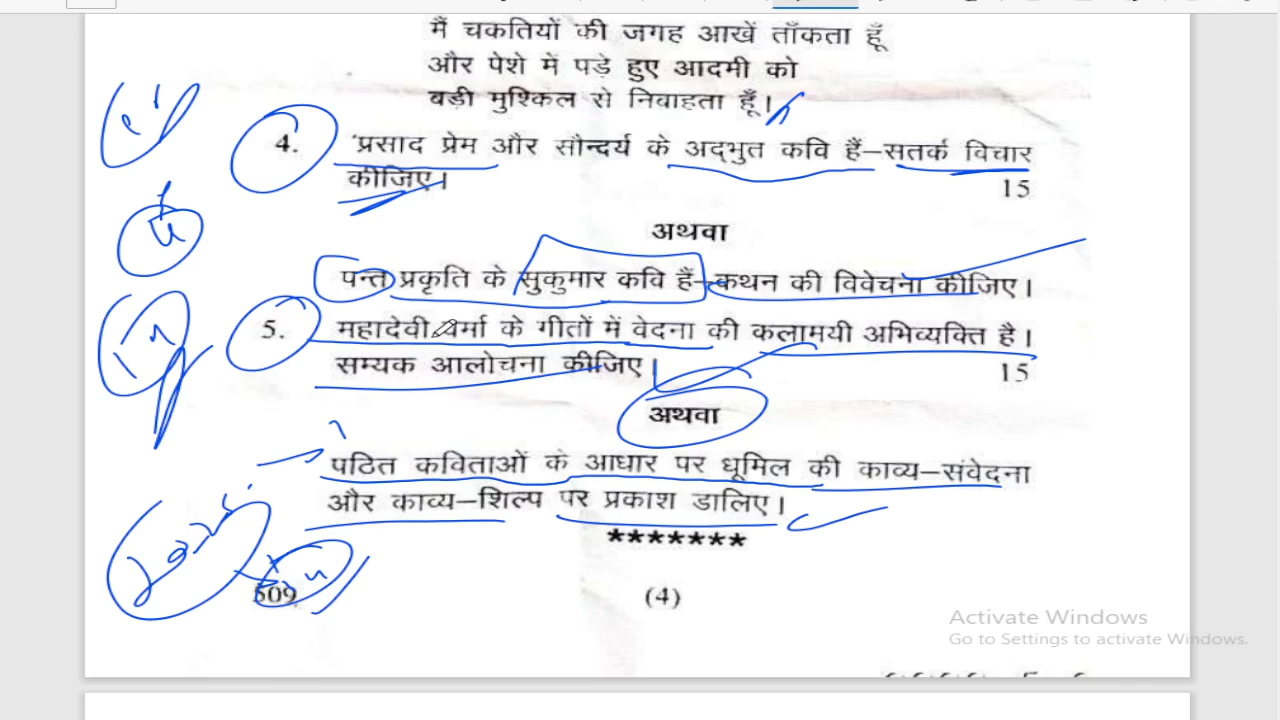 मैं चकतियों की जगह आखें ताँकता हूँ
और पेशे में पड़े हुए आदमी को
बड़ी मुश्किल से निवाहता हूँ।
4. प्रसाद प्रेम और सौन्दर्य के अद्भुत कवि हैं–सतर्क विचार
कीजिए। 15
अथवा
पन्त प्रकृति के सुकुमार कवि हैं–कथन की विवेचना कीजिए।
5. महादेवी वर्मा के गीतों में वेदना की कलामयी अभिव्यक्ति है।
सम्यक आलोचना कीजिए। 15
अथवा
पठित कविताओं के आधार पर धूमिल की काव्य–संवेदना
और काव्य–शिल्प पर प्रकाश डालिए।
*******
509 (4)
Activate Windows
Go to Settings to activate Windows.